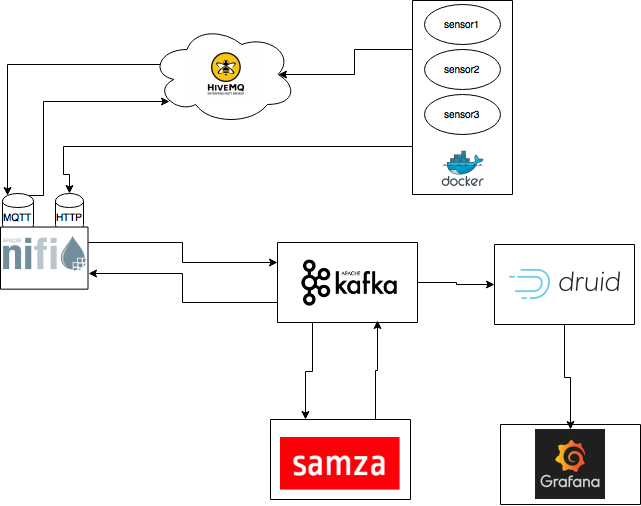 sensor1
sensor2
sensor3
HIVEMQ
ENTERPRISE MQTT BROKER
docker
MQTT
HTTP
APACHE
nifi
APACHE
kafka
druid
samza
Grafana